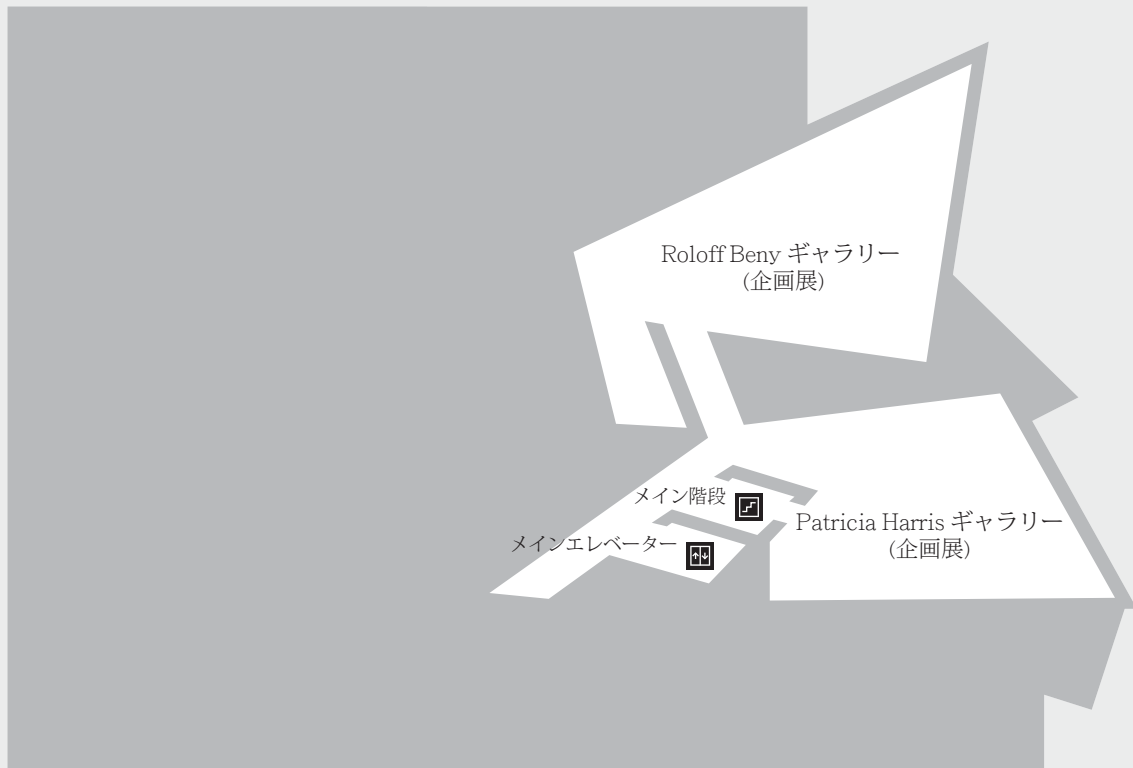 Roloff Beny ギャラリー
(企画展)
メイン階段
Patricia Harris ギャラリー
(企画展)
メインエレベーター